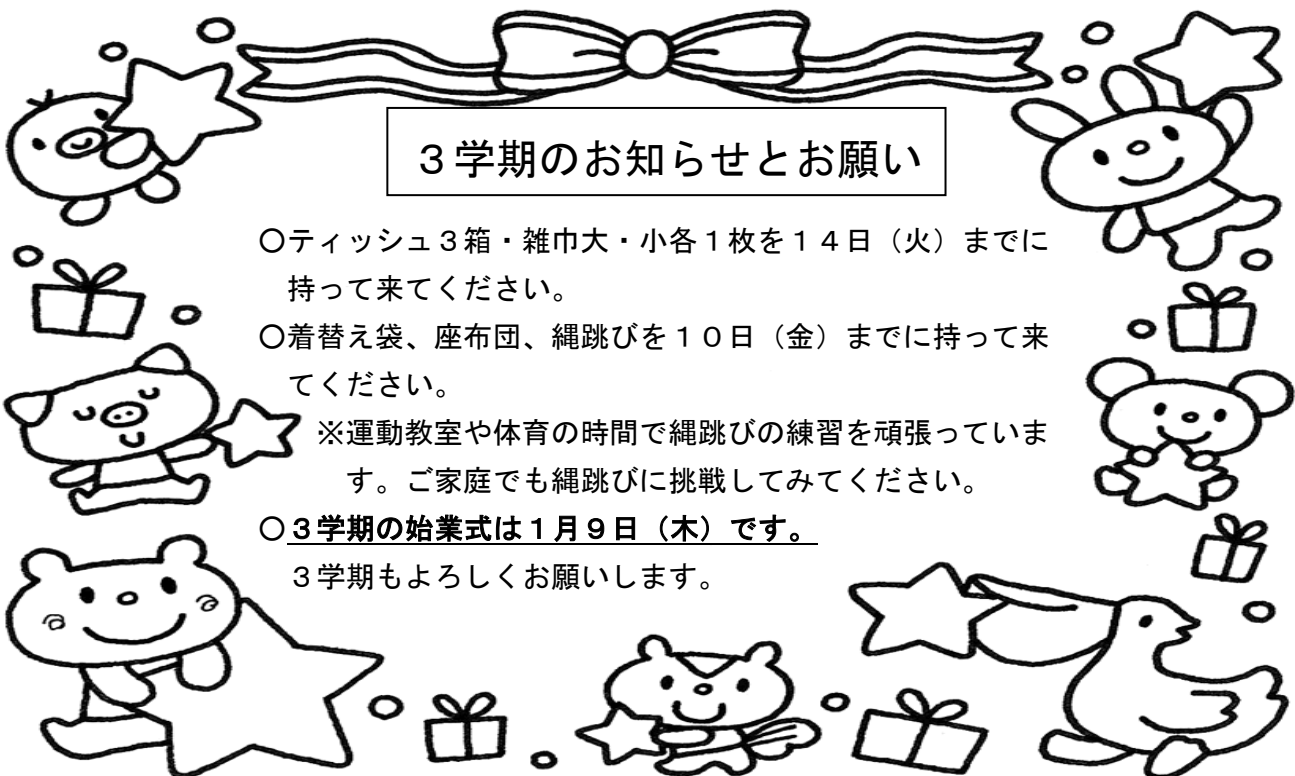 ３学期のお知らせとお願い
○ティッシュ３箱・雑巾大・小各１枚を１４日（火）までに
持って来てください。
○着替え袋、座布団、縄跳びを１０日（金）までに持って来
てください。
※運動教室や体育の時間で縄跳びの練習を頑張っていま
す。ご家庭でも縄跳びに挑戦してみてください。
○３学期の始業式は１月９日（木）です。
３学期もよろしくお願いします。